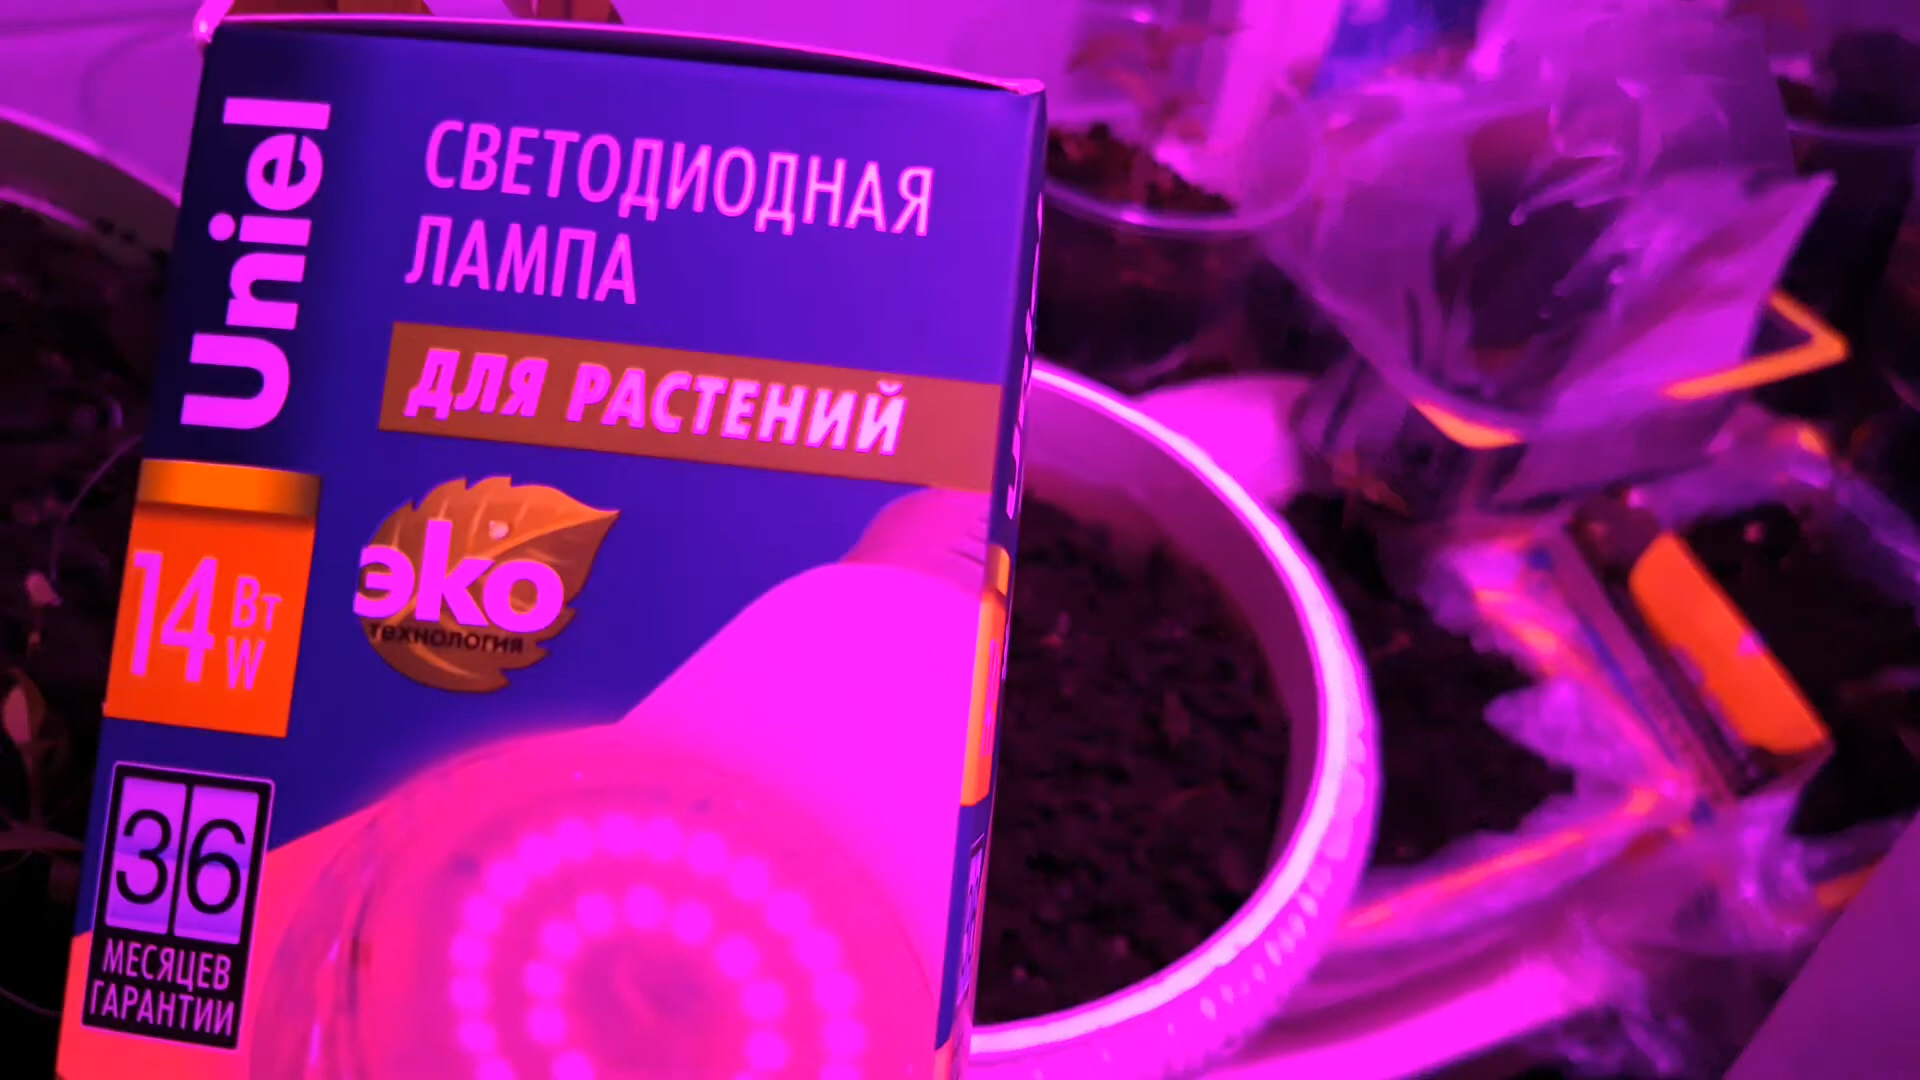 Uniel
СВЕТОДИОДНАЯ
ЛАМПА
ДЛЯ РАСТЕНИЙ
эко
технология
14 Вт
W
36
МЕСЯЦЕВ
ГАРАНТИИ